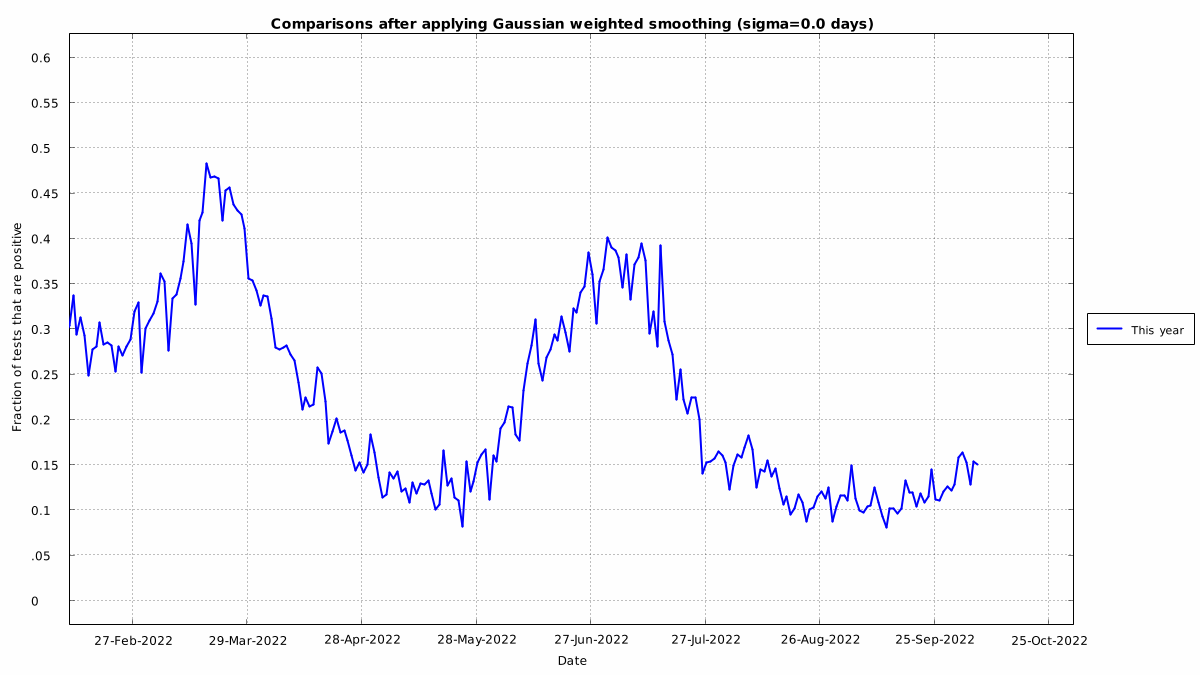 Comparisons after applying Gaussian weighted smoothing (sigma=0.0 days)
0.6
0.55
0.5
0.45
0.4
0.35
0.3
0.25
0.2
0.15
0.1
.05
0
Fraction of tests that are positive
27-Feb-2022
29-Mar-2022
28-Apr-2022
28-May-2022
27-Jun-2022
27-Jul-2022
26-Aug-2022
25-Sep-2022
25-Oct-2022
Date
This year